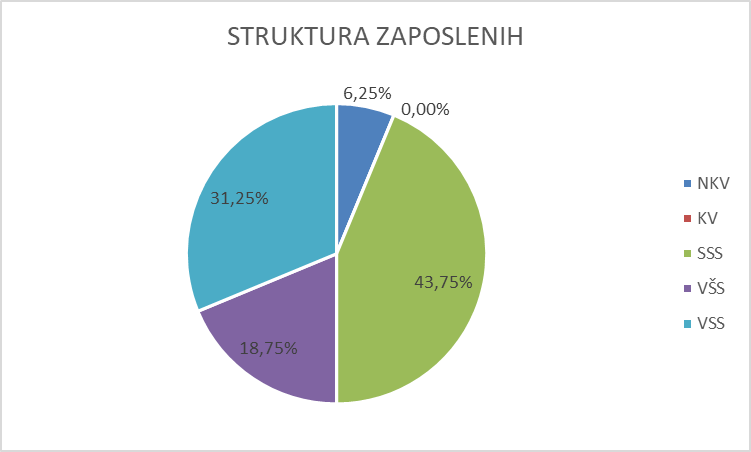 STRUKTURA ZAPOSLENIH
6,25%
0,00%
43,75%
18,75%
31,25%
NKV
KV
SSS
VŠS
VSS